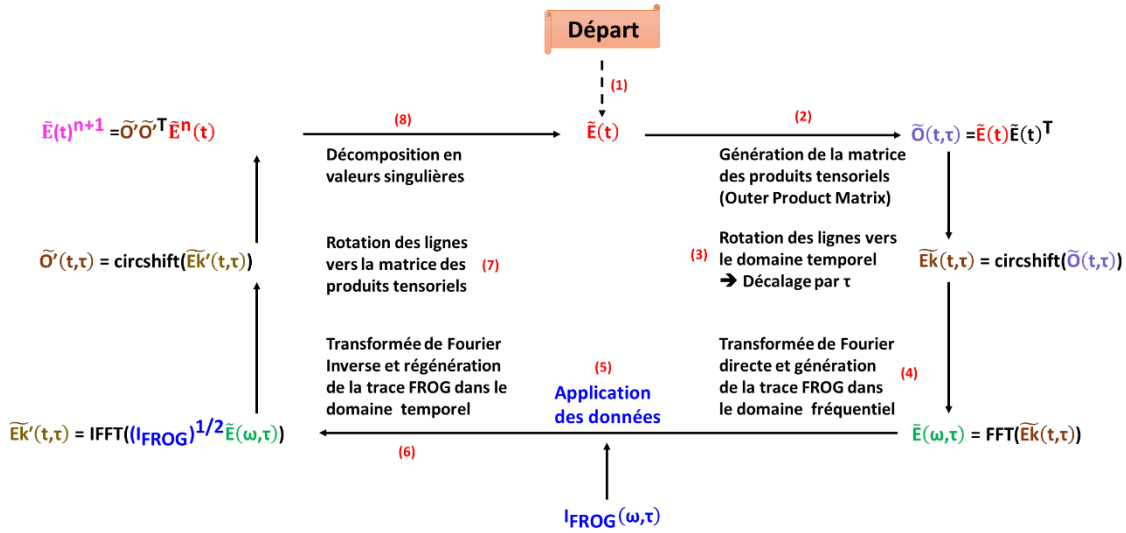 Départ
(1)
Ẽ(t)ⁿ⁺¹ =Õ'Õ'ᵀ Ẽⁿ(t)
(8)
Ẽ(t)
(2)
Õ(t,τ) =Ẽ(t)Ẽ(t)ᵀ
Décomposition en
valeurs singulières
Génération de la matrice
des produits tensoriels
(Outer Product Matrix)
Õ'(t,τ) = circshift(Ẽk'(t,τ))
Rotation des lignes
vers la matrice des
produits tensoriels
(7)
(3)
Rotation des lignes vers
le domaine temporel
➔ Décalage par τ
Ẽk(t,τ) = circshift(Õ(t,τ))
Transformée de Fourier
Inverse et régénération
de la trace FROG dans le
domaine temporel
(5)
Application
des données
Transformée de Fourier
directe et génération
de la trace FROG dans
le domaine fréquentiel
(4)
Ẽk'(t,τ) = IFFT((I_FROG)^1/2 Ẽ(ω,τ))
(6)
Ẽ(ω,τ) = FFT(Ẽk(t,τ))
I_FROG(ω,τ)